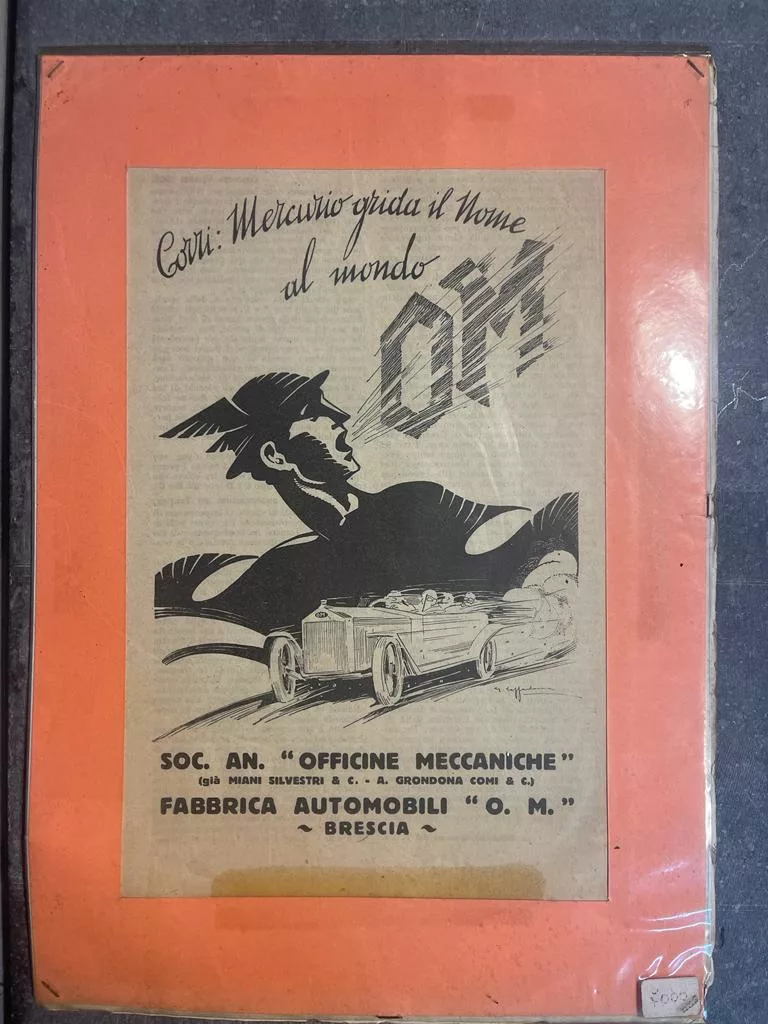 Corri: Mercurio grida il Nome
al mondo
OM
OM
SOC. AN. “OFFICINE MECCANICHE”
(già MIANI SILVESTRI & C. - A. GRONDONA COMI & C.)
FABBRICA AUTOMOBILI “O. M.”
~ BRESCIA ~